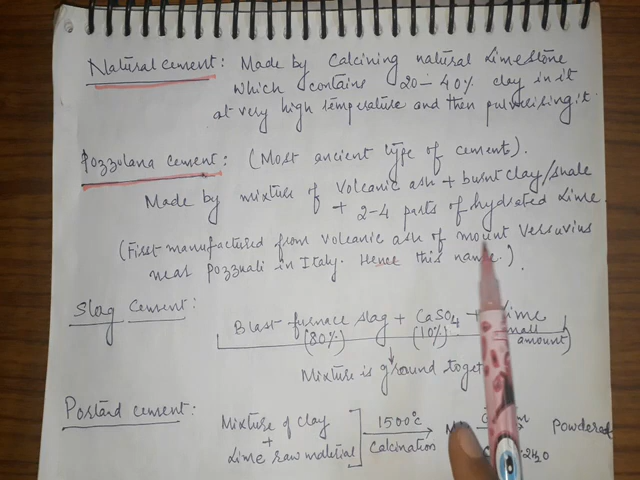 Natural cement: Made by Calcining natural limestone
which contains 20-40% clay in it
at very high temperature and then pulverising it.
Pozzolana cement: (Most ancient type of cement).
Made by mixture of Volcanic ash + burnt clay/shale
+ 2-4 parts of hydrated lime.
(First manufactured from volcanic ash of mount Versuvius
near Pozzuali in Italy. Hence this name.).
Slag Cement: Blast furnace slag + CaSO4 + lime
(80%) (10%) small amount)
Mixture is ground
Portand cement: Mixture of clay
+
Lime raw material
1500°C
Calcination
Powdered
2H2O